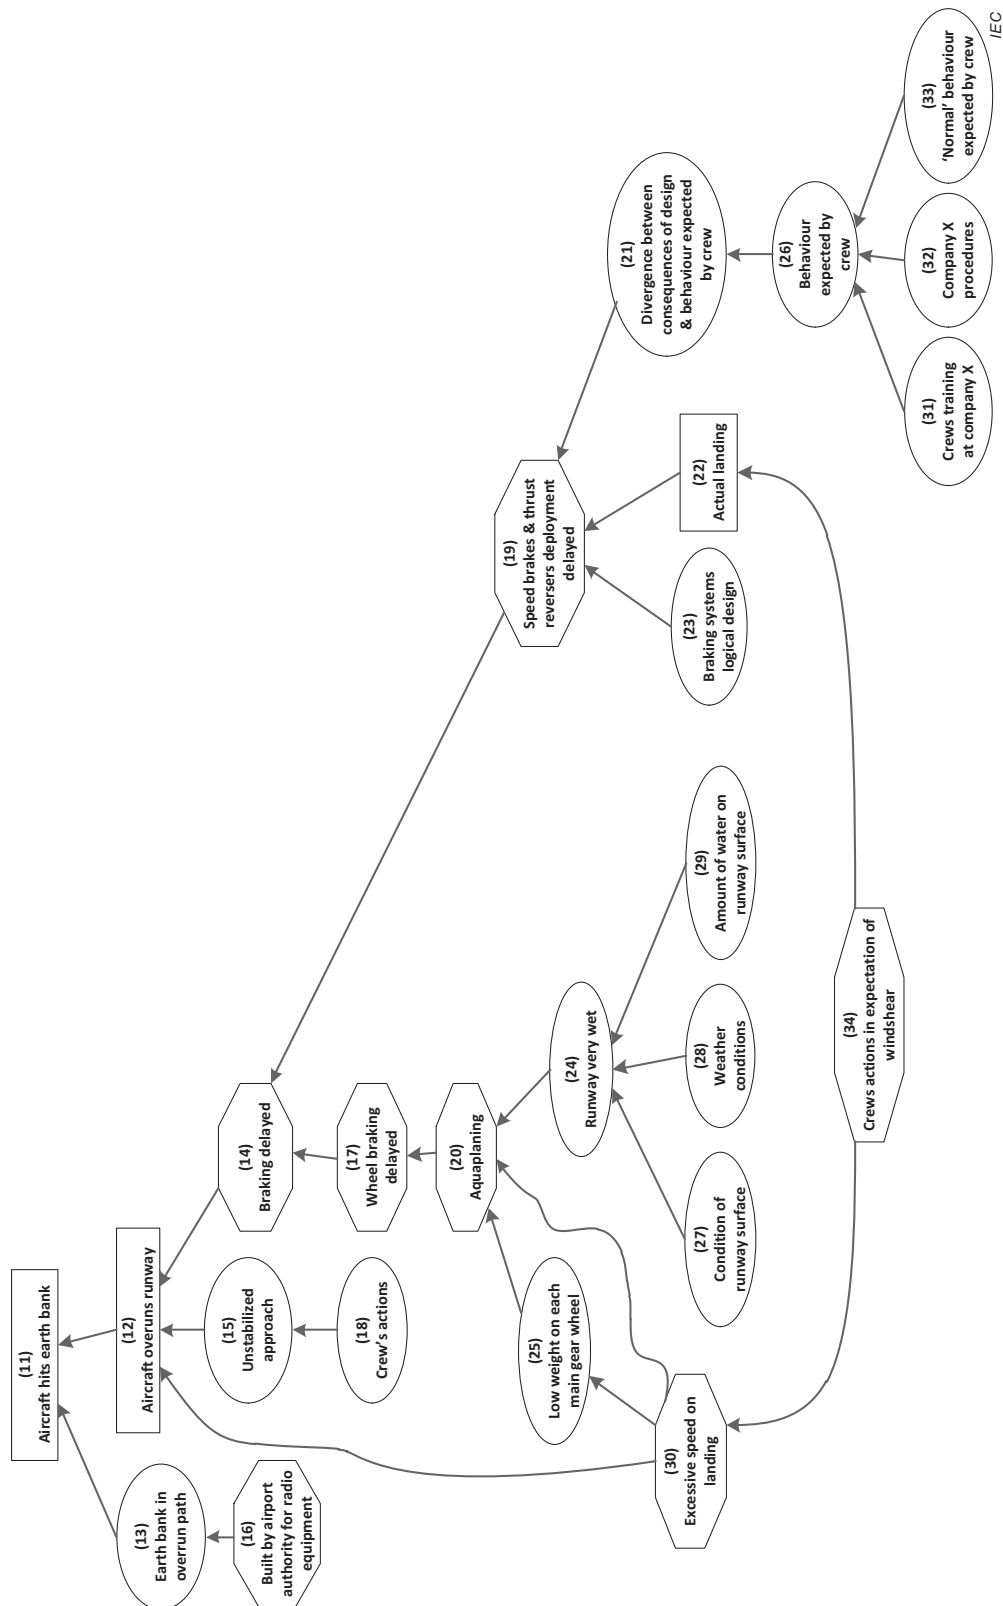 (11)
Aircraft hits earth bank
(12)
Aircraft overuns runway
(13)
Earth bank in
overrun path
(16)
Built by airport
authority for radio
equipment
(15)
Unstabilized
approach
(18)
Crew's actions
(14)
Braking delayed
(17)
Wheel braking
delayed
(20)
Aquaplaning
(19)
Speed brakes & thrust
reversers deployment
delayed
(21)
Divergence between
consequences of design
& behaviour expected
by crew
(25)
Low weight on each
main gear wheel
(24)
Runway very wet
(23)
Braking systems
logical design
(22)
Actual landing
(26)
Behaviour
expected by
crew
(30)
Excessive speed on
landing
(27)
Condition of
runway surface
(28)
Weather
conditions
(29)
Amount of water on
runway surface
(34)
Crews actions in expectation of
windshear
(31)
Crews training
at company X
(32)
Company X
procedures
(33)
'Normal' behaviour
expected by crew
IEC